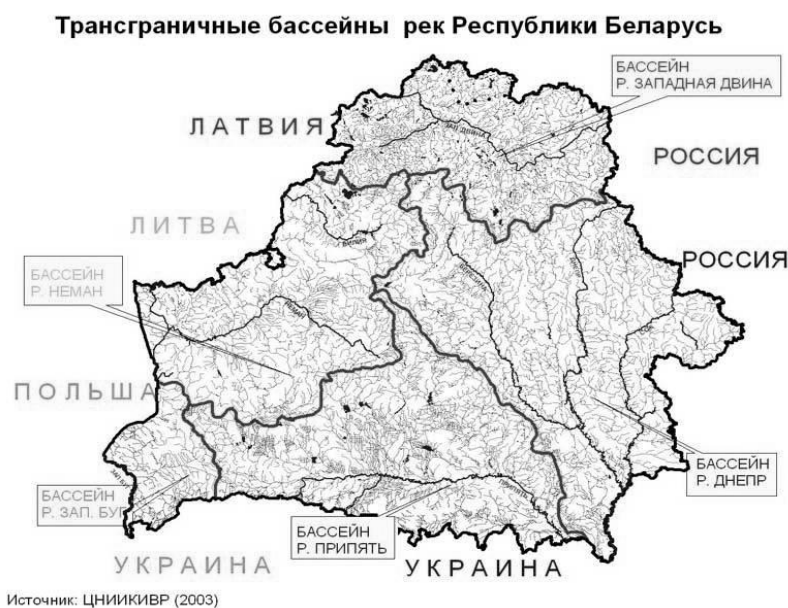 Трансграничные бассейны рек Республики Беларусь
БАССЕЙН
Р. ЗАПАДНАЯ ДВИНА
ЛАТВИЯ
РОССИЯ
ЛИТВА
РОССИЯ
БАССЕЙН
Р. НЕМАН
ПОЛЬША
БАССЕЙН
Р. ДНЕПР
БАССЕЙН
Р. ЗАП. БУГ
БАССЕЙН
Р. ПРИПЯТЬ
УКРАИНА
УКРАИНА
Источник: ЦНИИКИВР (2003)